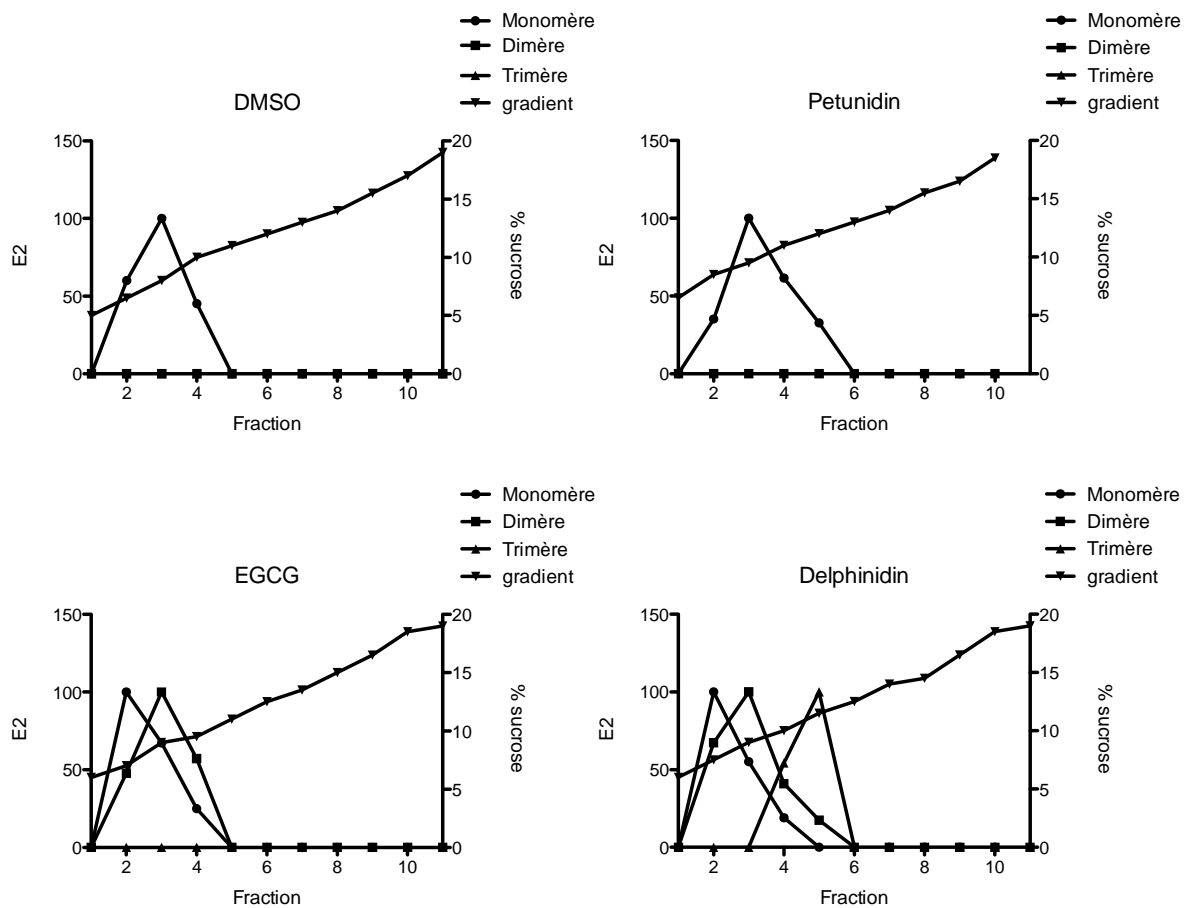 Monomère
Dimère
Trimère
gradient
DMSO
150
100
50
0
E2
20
15
10
5
0
% sucrose
2 4 6 8 10
Fraction
Monomère
Dimère
Trimère
gradient
Petunidin
150
100
50
0
E2
20
15
10
5
0
% sucrose
2 4 6 8 10
Fraction
Monomère
Dimère
Trimère
gradient
EGCG
150
100
50
0
E2
20
15
10
5
0
% sucrose
2 4 6 8 10
Fraction
Monomère
Dimère
Trimère
gradient
Delphinidin
150
100
50
0
E2
20
15
10
5
0
% sucrose
2 4 6 8 10
Fraction